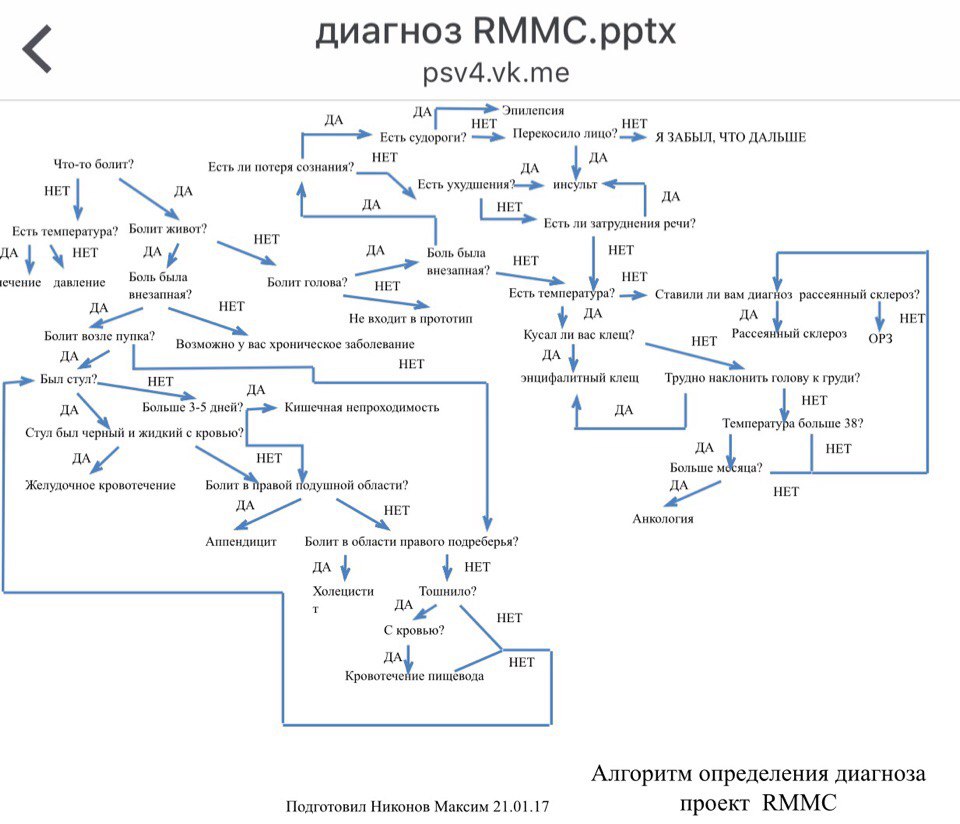 диагноз RMMC.pptx
psv4.vk.me
ДА
Эпилепсия
ДА
Есть судороги?
НЕТ
Перекосило лицо?
НЕТ
Я ЗАБЫЛ, ЧТО ДАЛЬШЕ
Что-то болит?
Есть ли потеря сознания?
НЕТ
ДА
НЕТ
ДА
Есть ухудшения?
ДА
инсульт
ДА
ДА
НЕТ
Есть температура?
Болит живот?
НЕТ
Есть ли затруднения речи?
ДА
НЕТ
ДА
ДА
Боль была
внезапная?
НЕТ
НЕТ
лечение
давление
Боль была
внезапная?
Болит голова?
НЕТ
Есть температура?
НЕТ
Ставили ли вам диагноз рассеянный склероз?
ДА
НЕТ
Не входит в прототип
ДА
ДА
НЕТ
Болит возле пупка?
Возможно у вас хроническое заболевание
Кусал ли вас клещ?
НЕТ
Рассеянный склероз
ОРЗ
ДА
НЕТ
ДА
Был стул?
НЕТ
ДА
энцифалитный клещ
Трудно наклонить голову к груди?
ДА
Больше 3-5 дней?
Кишечная непроходимость
ДА
НЕТ
Стул был черный и жидкий с кровью?
Температура больше 38?
ДА
НЕТ
ДА
НЕТ
Желудочное кровотечение
Болит в правой подушной области?
Больше месяца?
ДА
НЕТ
ДА
НЕТ
Анкология
Аппендицит
Болит в области правого подреберья?
ДА
НЕТ
Холецисти
т
Тошнило?
ДА
НЕТ
С кровью?
ДА
НЕТ
Кровотечение пищевода
Алгоритм определения диагноза
проект RMMC
Подготовил Никонов Максим 21.01.17